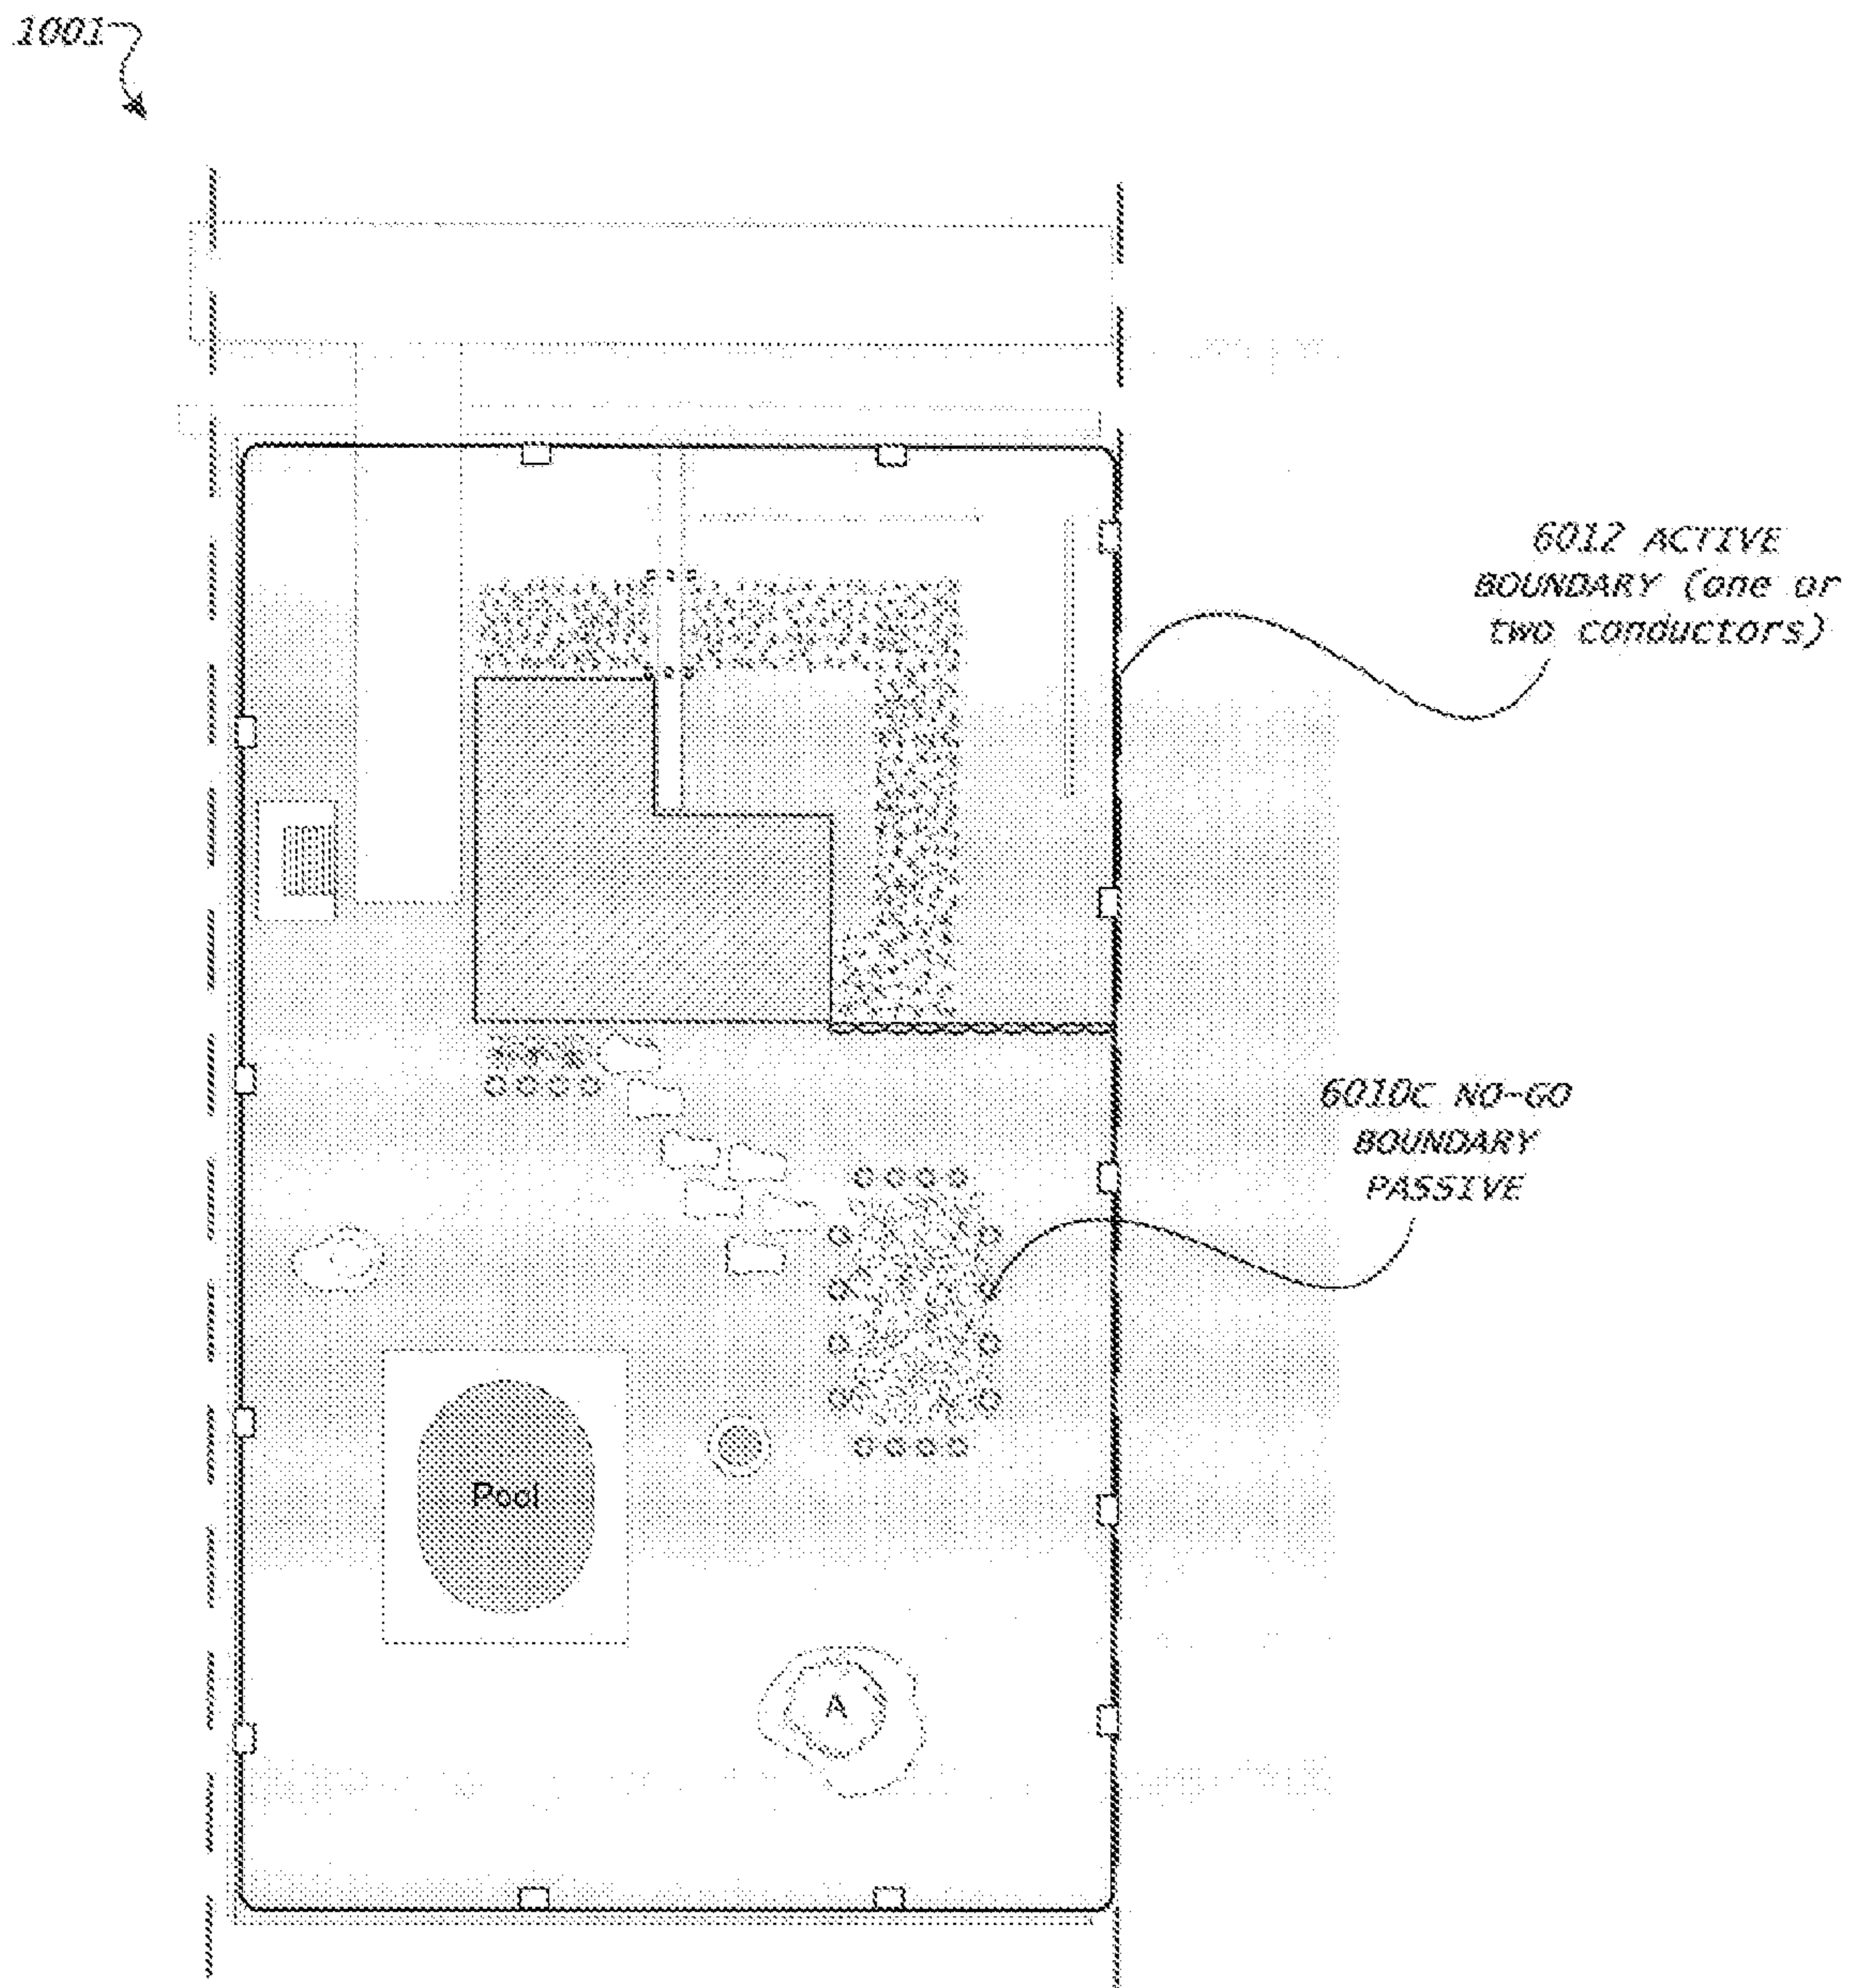 1001
6012 ACTIVE
BOUNDARY (one or
two conductors)
6010C NO-GO
BOUNDARY
PASSIVE
Pool
A